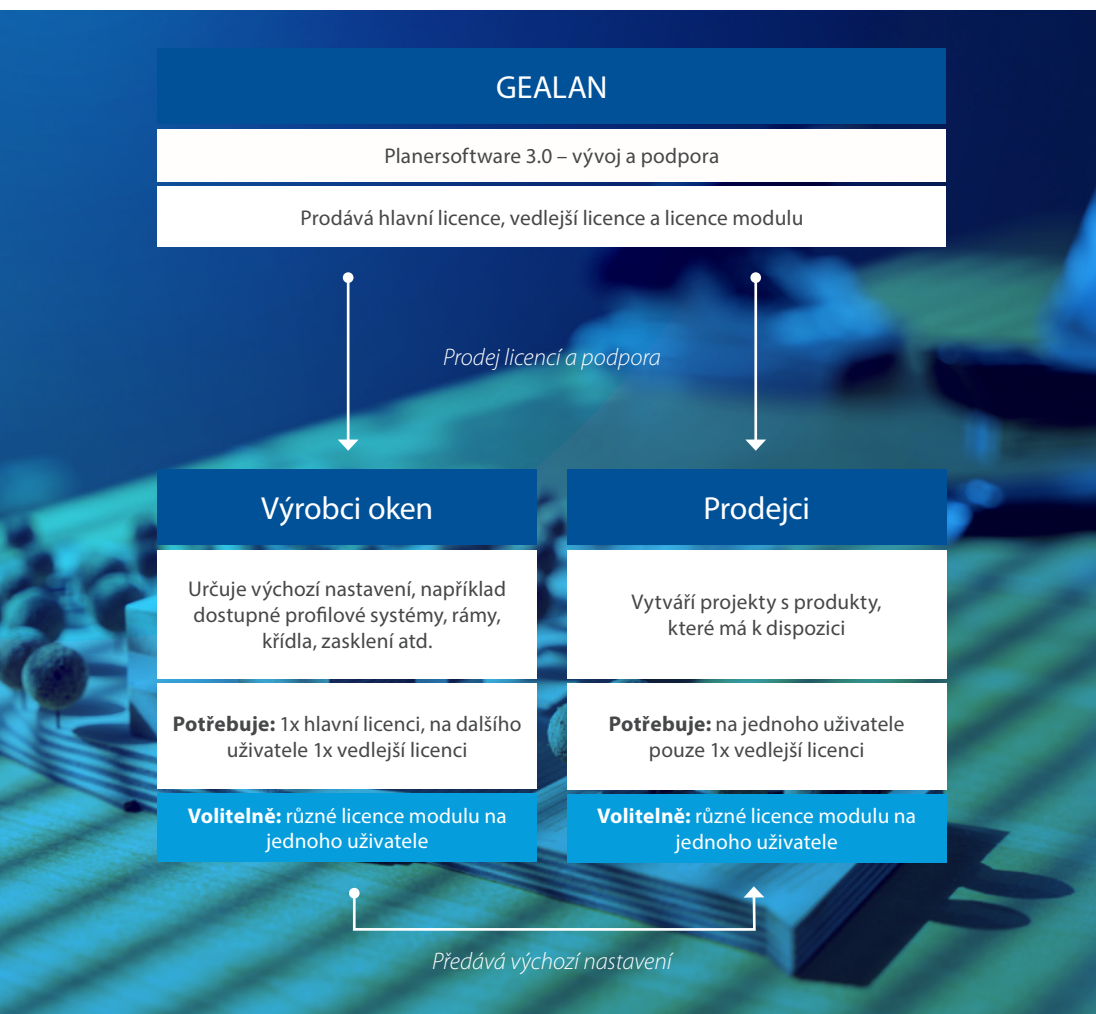 GEALAN
Planersoftware 3.0 – vývoj a podpora
Prodává hlavní licence, vedlejší licence a licence modulu
Prodej licencí a podpora
Výrobci oken
Určuje výchozí nastavení, například
dostupné profilové systémy, rámy,
křídla, zasklení atd.
Potřebuje: 1x hlavní licenci, na dalšího
uživatele 1x vedlejší licenci
Volitelně: různé licence modulu na
jednoho uživatele
Prodejci
Vytváří projekty s produkty,
které má k dispozici
Potřebuje: na jednoho uživatele
pouze 1x vedlejší licenci
Volitelně: různé licence modulu na
jednoho uživatele
Předává výchozí nastavení